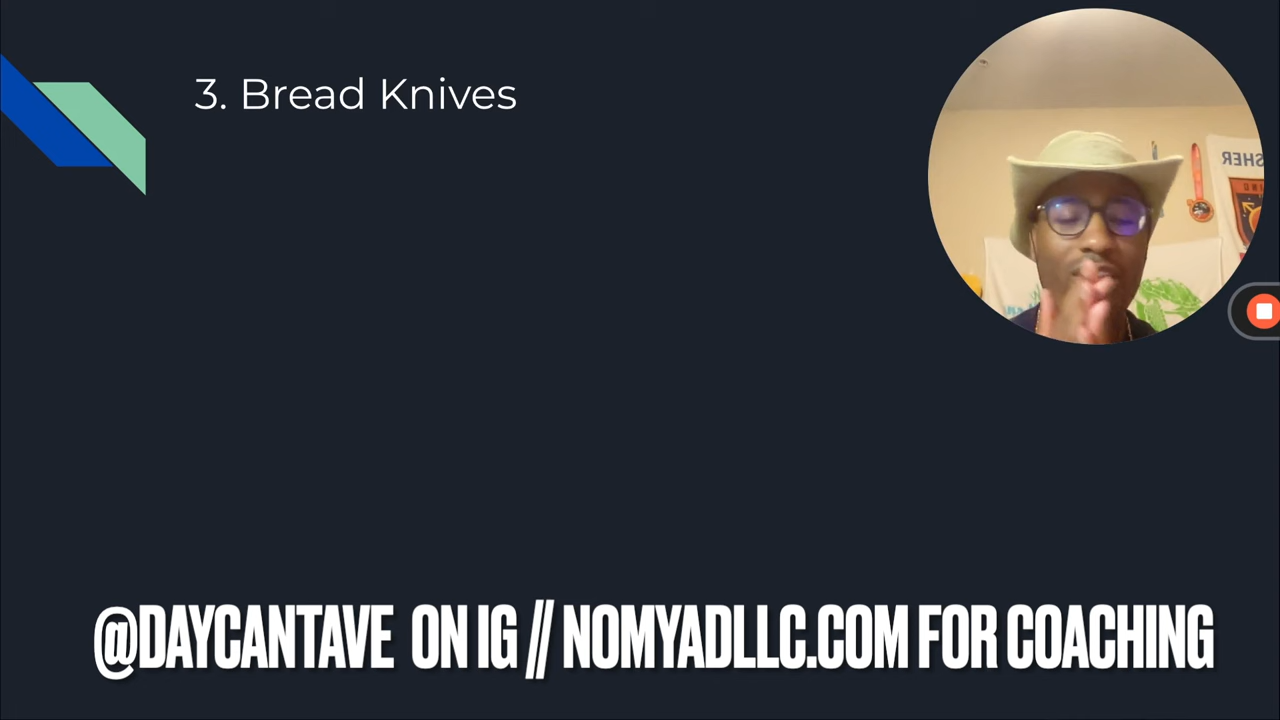 3. Bread Knives
@DAYCANTAVE ON IG // NOMYADLLC.COM FOR COACHING